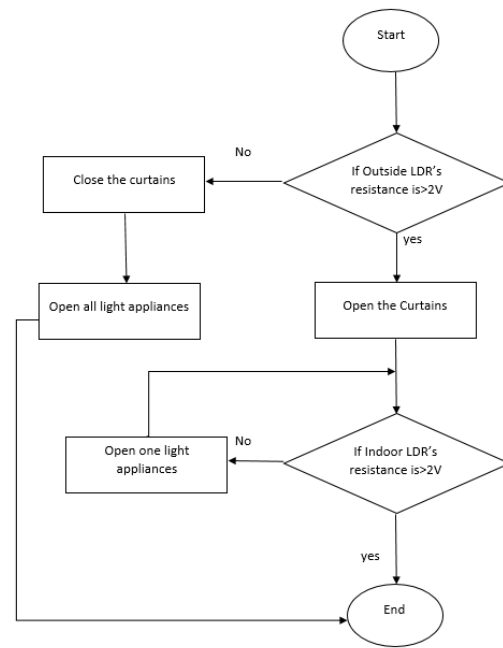 Start
If Outside LDR's
resistance is>2V
No
Close the curtains
yes
Open all light appliances
Open the Curtains
If Indoor LDR's
resistance is>2V
No
Open one light
appliances
yes
End